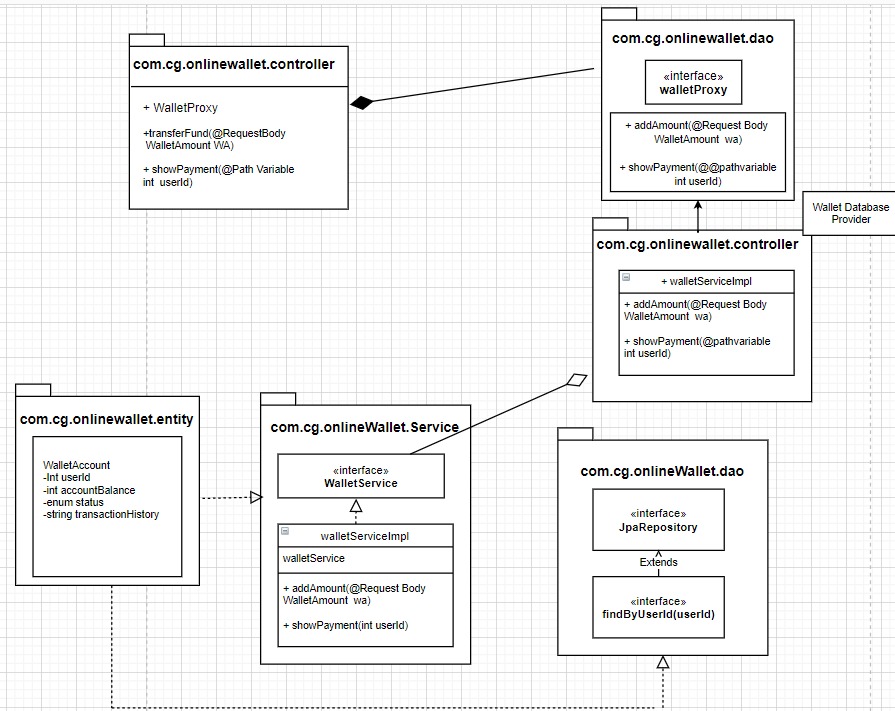 com.cg.onlinewallet.controller
+ WalletProxy
+transferFund(@RequestBody
WalletAmount WA)
+ showPayment(@Path Variable
int userId)
com.cg.onlinewallet.dao
«interface»
walletProxy
+ addAmount(@Request Body
WalletAmount wa)
+ showPayment(@@pathvariable
int userId)
Wallet Database
Provider
com.cg.onlinewallet.controller
+ walletServiceImpl
+ addAmount(@Request Body
WalletAmount wa)
+ showPayment(@pathvariable
int userId)
com.cg.onlinewallet.entity
WalletAccount
-Int userId
-int accountBalance
-enum status
-string transactionHistory
com.cg.onlineWallet.Service
«interface»
WalletService
walletServiceImpl
walletService
+ addAmount(@Request Body
WalletAmount wa)
+ showPayment(int userId)
com.cg.onlineWallet.dao
«interface»
JpaRepository
Extends
«interface»
findByUserId(userId)